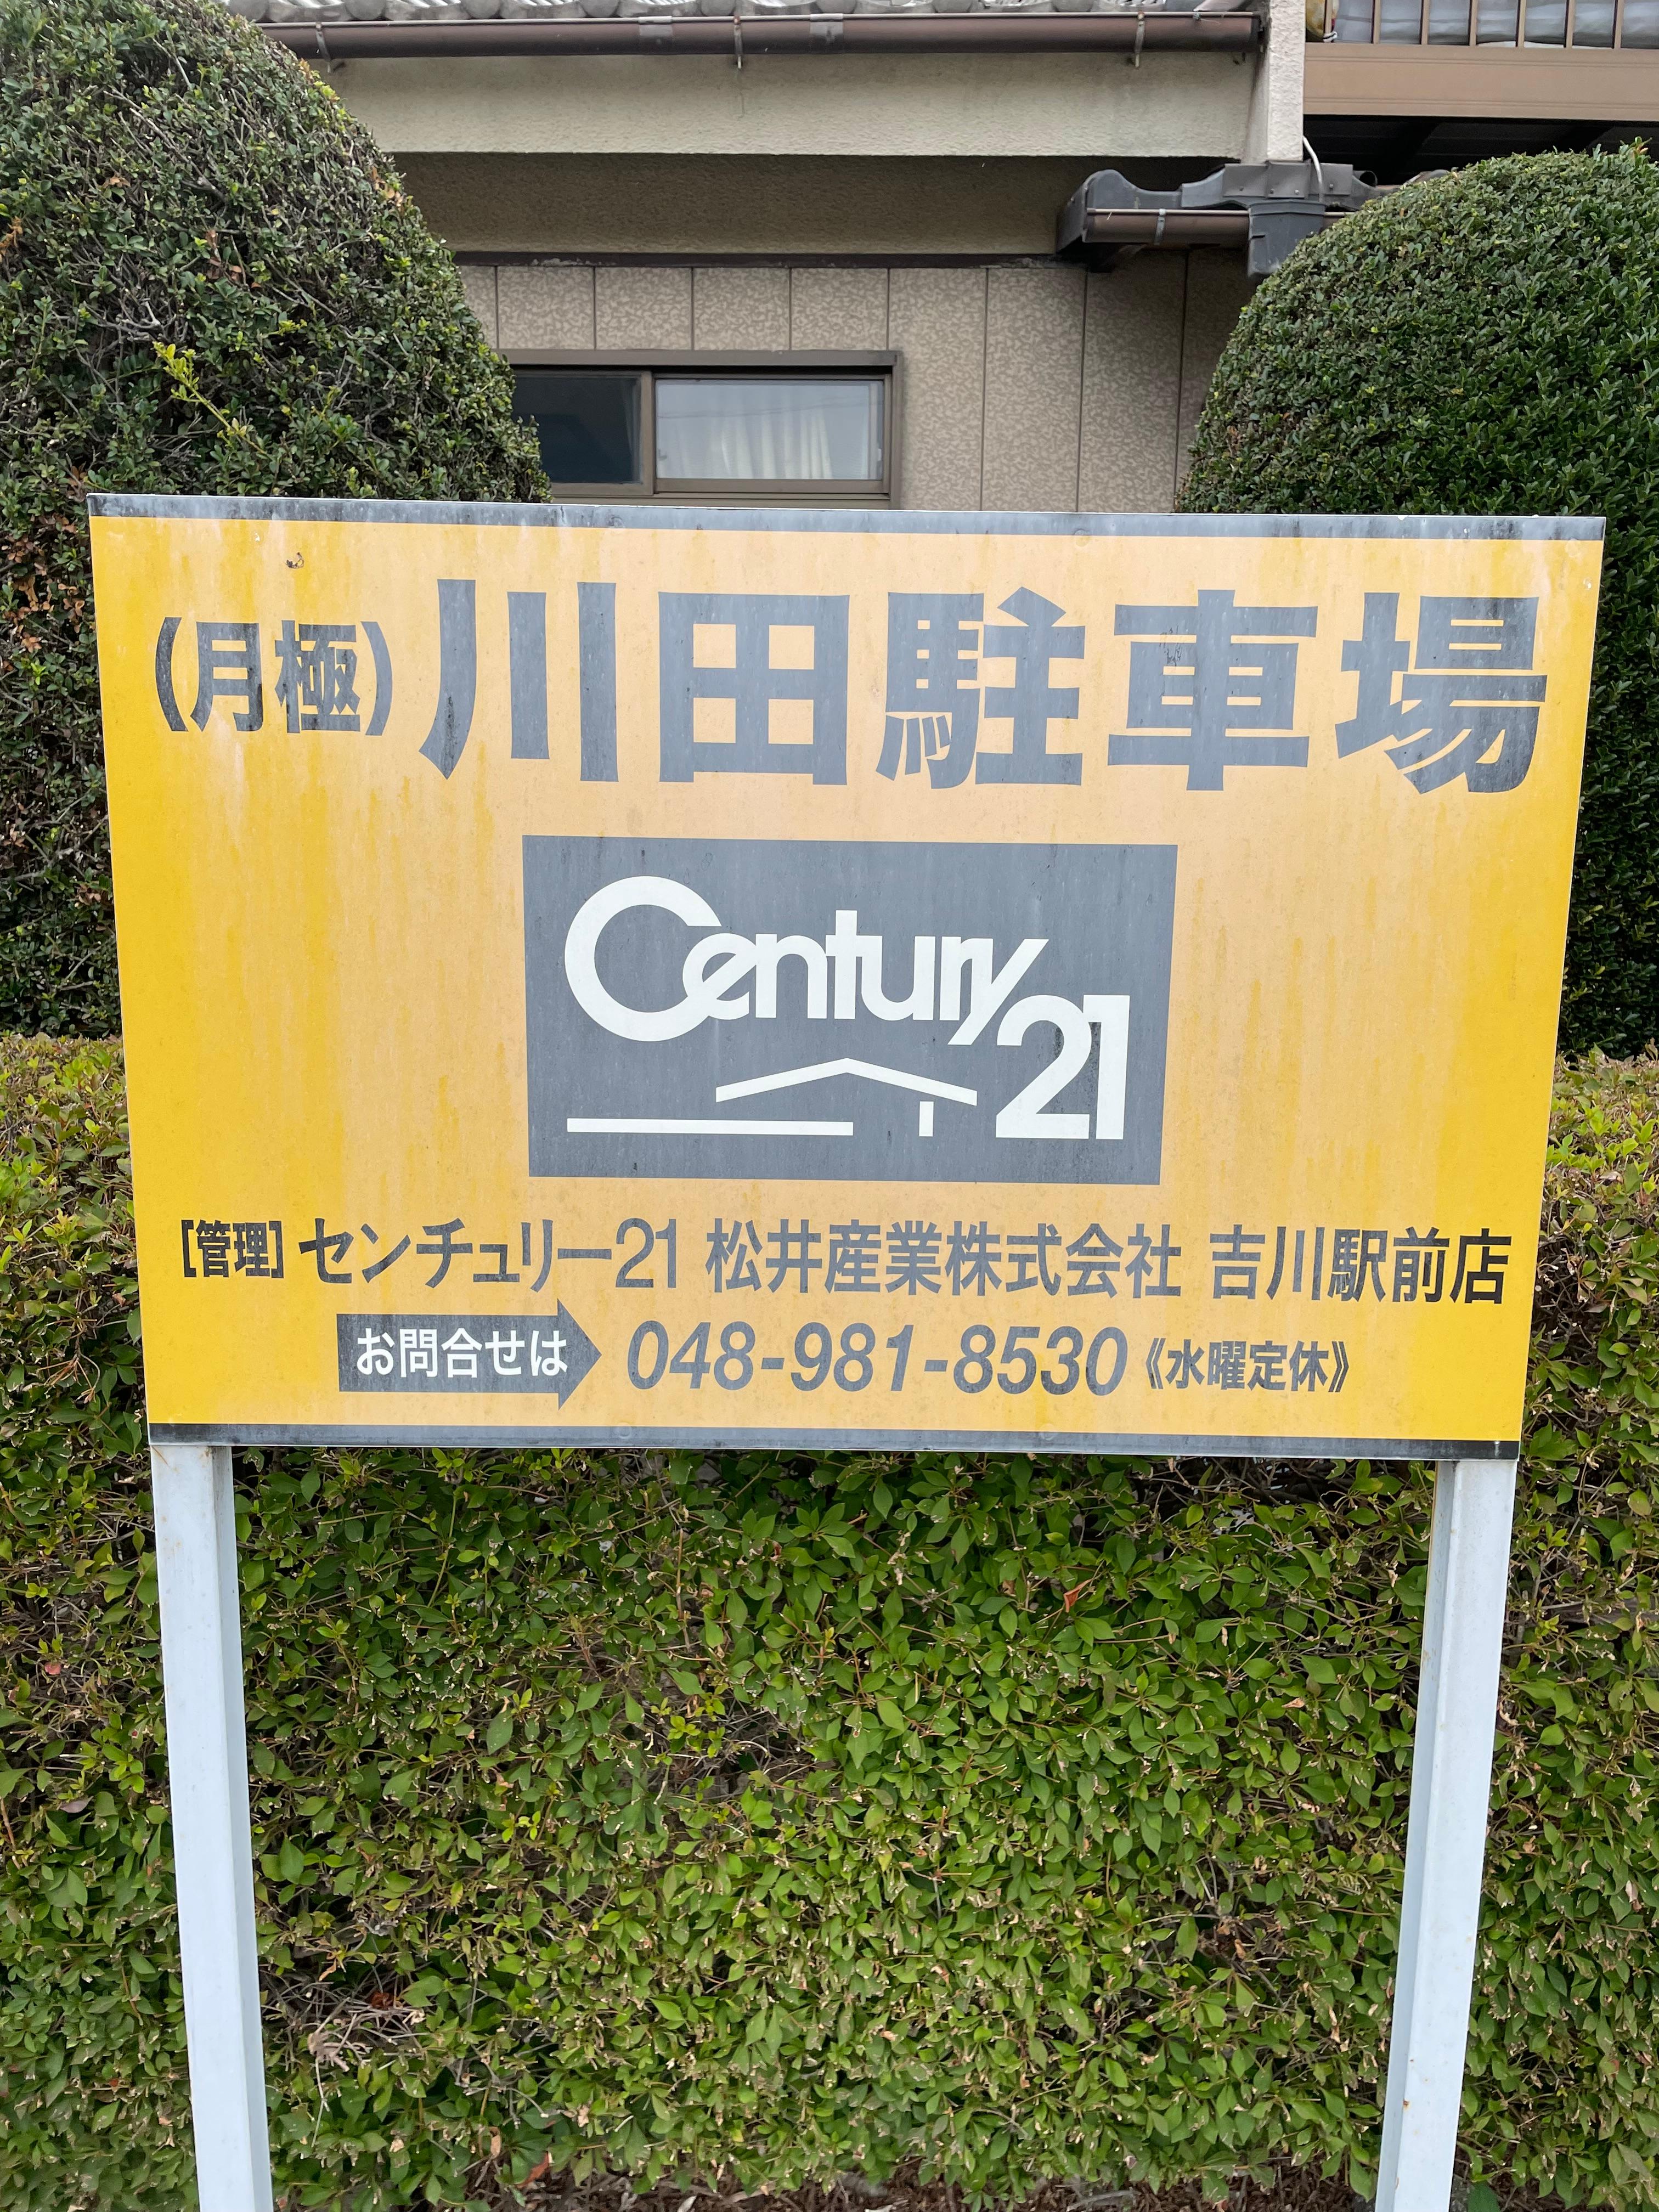 (月極)川田駐車場
Century 21
[管理]センチュリー21 松井産業株式会社 吉川駅前店
お問合せは 048-981-8530《水曜定休》